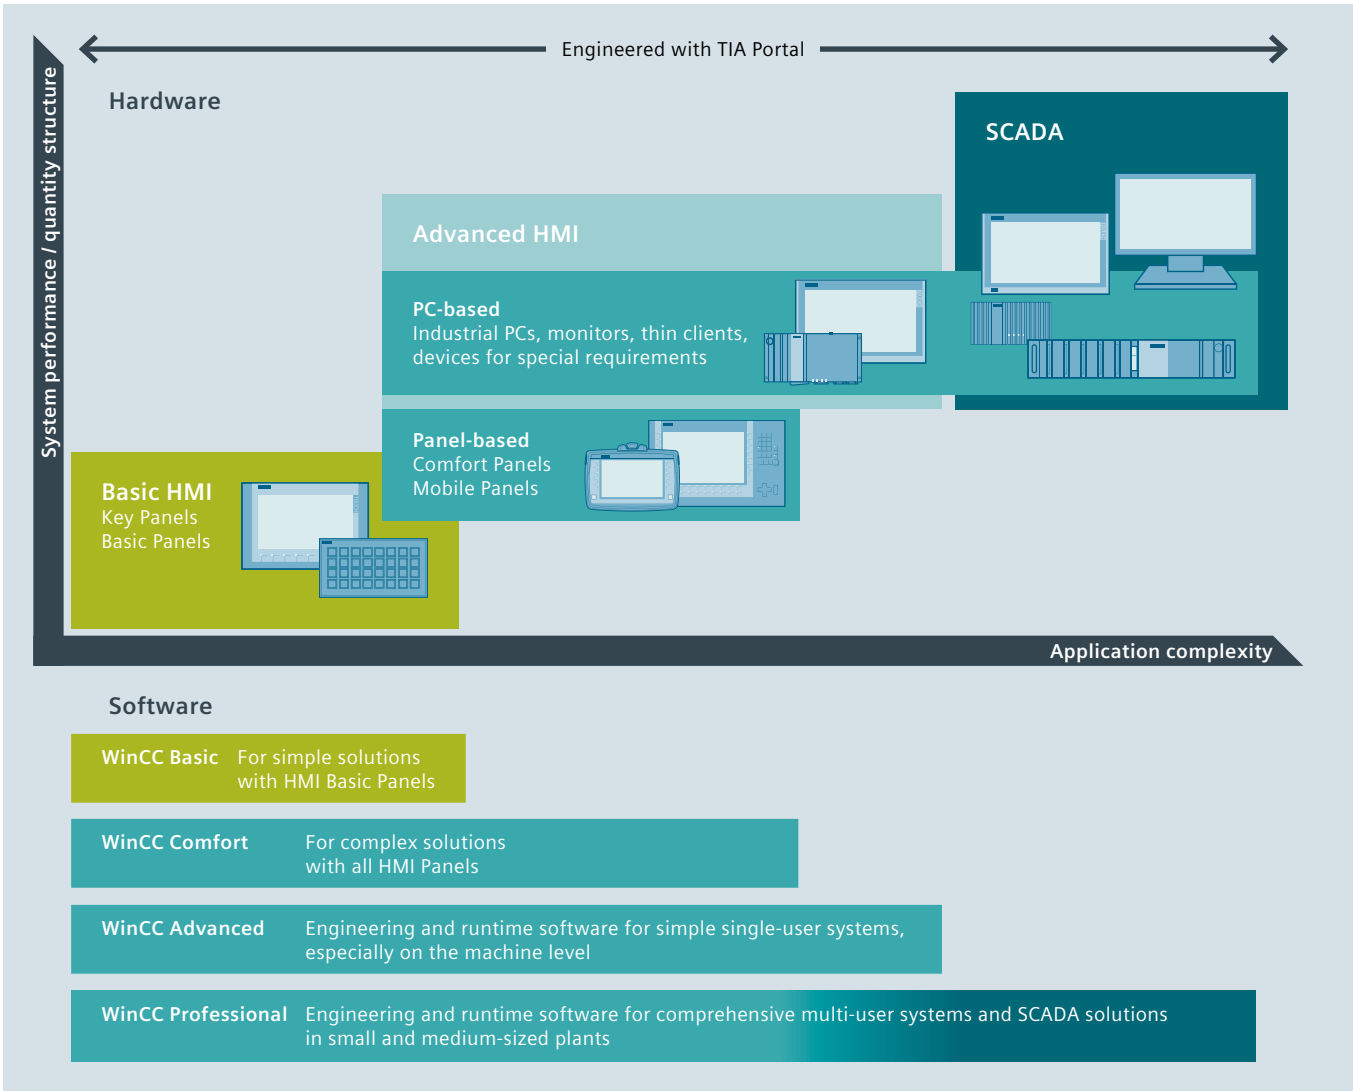 Engineered with TIA Portal
System performance / quantity structure
Hardware
SCADA
Advanced HMI
PC-based
Industrial PCs, monitors, thin clients,
devices for special requirements
Panel-based
Comfort Panels
Mobile Panels
Basic HMI
Key Panels
Basic Panels
Application complexity
Software
WinCC Basic For simple solutions
with HMI Basic Panels
WinCC Comfort For complex solutions
with all HMI Panels
WinCC Advanced Engineering and runtime software for simple single-user systems,
especially on the machine level
WinCC Professional Engineering and runtime software for comprehensive multi-user systems and SCADA solutions
in small and medium-sized plants